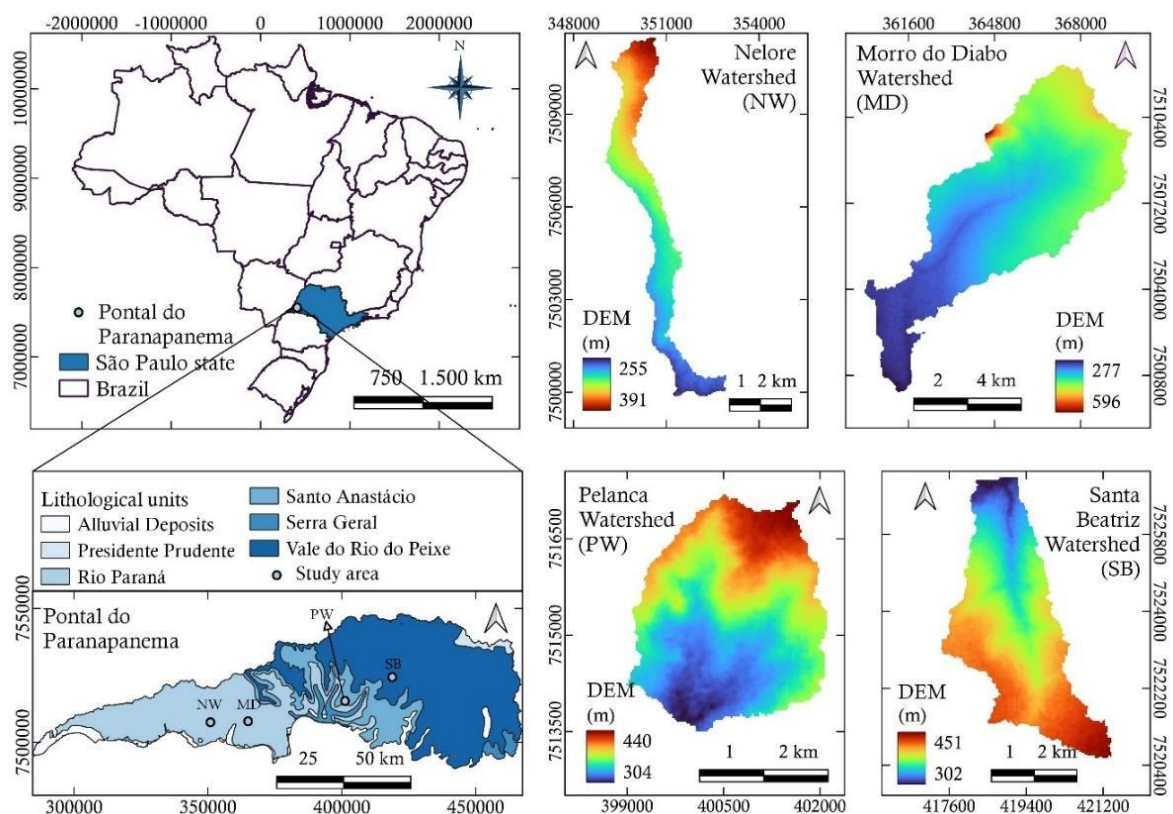 -2000000 -1000000 0 1000000 2000000
10000000
9000000
8000000
7000000
N
Pontal do
Paranapanema
São Paulo state
Brazil
750 1.500 km
348000 351000 354000
7509000
7506000
7503000
7500000
Nelore
Watershed
(NW)
DEM
(m)
255
391
1 2 km
361600 364800 368000
7510400
7507200
7504000
7500800
Morro do Diabo
Watershed
(MD)
DEM
(m)
277
596
2 4 km
Lithological units
Alluvial Deposits
Presidente Prudente
Rio Paraná
Santo Anastácio
Serra Geral
Vale do Rio do Peixe
Study area
Pontal do
Paranapanema
PW
SB
NW
MD
25 50 km
7550000
7500000
300000 350000 400000 450000
Pelanca
Watershed
(PW)
7516500
7515000
7513500
DEM
(m)
440
304
1 2 km
399000 400500 402000
Santa
Beatriz
Watershed
(SB)
7525800
7524000
7522200
7520400
DEM
(m)
451
302
1 2 km
417600 419400 421200